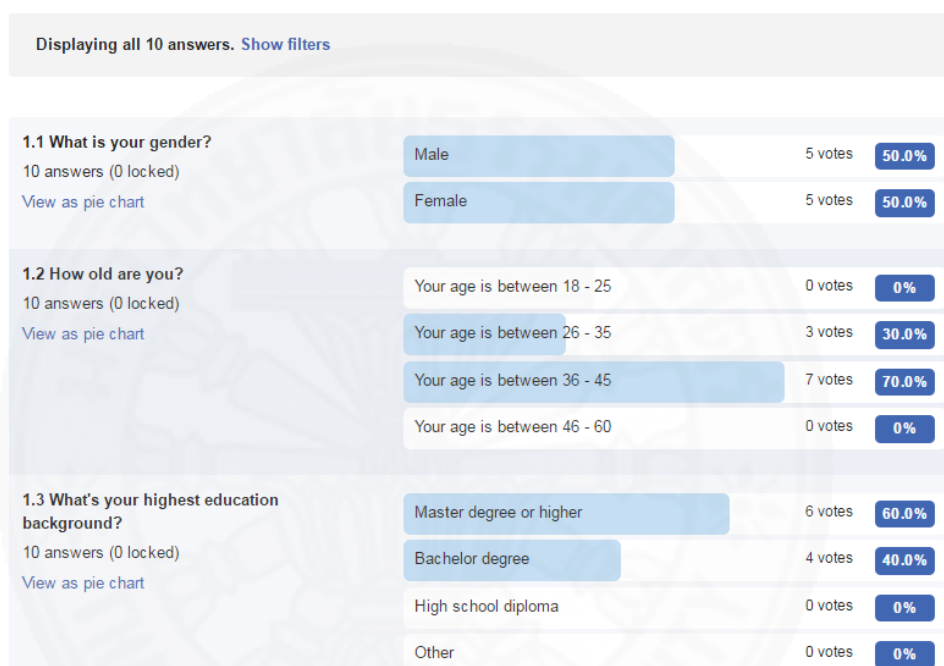 Displaying all 10 answers. Show filters
1.1 What is your gender?
10 answers (0 locked)
View as pie chart
Male 5 votes 50.0%
Female 5 votes 50.0%
1.2 How old are you?
10 answers (0 locked)
View as pie chart
Your age is between 18 - 25 0 votes 0%
Your age is between 26 - 35 3 votes 30.0%
Your age is between 36 - 45 7 votes 70.0%
Your age is between 46 - 60 0 votes 0%
1.3 What's your highest education
background?
10 answers (0 locked)
View as pie chart
Master degree or higher 6 votes 60.0%
Bachelor degree 4 votes 40.0%
High school diploma 0 votes 0%
Other 0 votes 0%